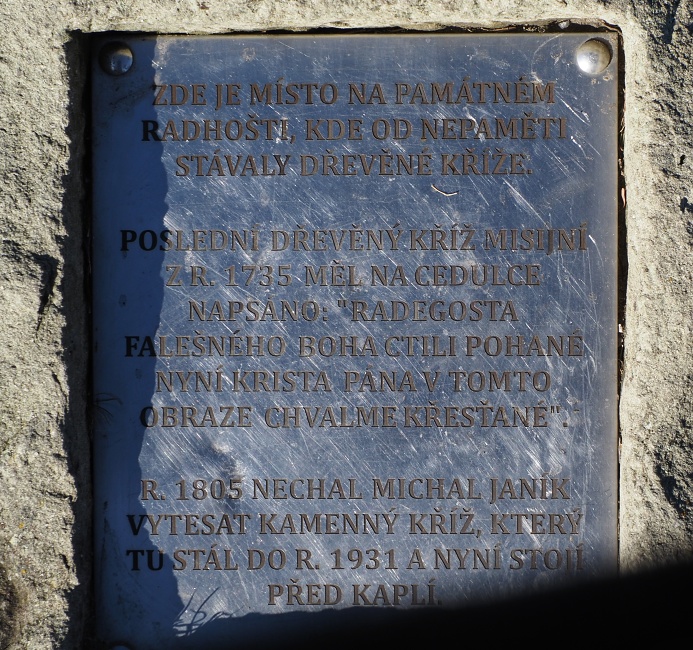 ZDE JE MÍSTO NA PAMÁTNÉM
RADHOŠTI, KDE OD NEPAMĚTI
STÁVALY DŘEVĚNÉ KŘÍŽE.
POSLEDNÍ DŘEVĚNÝ KŘÍŽ MISIJNÍ
Z R. 1735 MĚL NA CEDULCE
NAPSÁNO: "RADEGOSTA
FALEŠNÉHO BOHA CTILI POHANÉ
NYNÍ KRISTA PÁNA V TOMTO
OBRAZE CHVALME KŘESŤANÉ".
R. 1805 NECHAL MICHAL JANÍK
VYTESAT KAMENNÝ KŘÍŽ, KTERÝ
TU STÁL DO R. 1931 A NYNÍ STOJÍ
PŘED KAPLÍ.